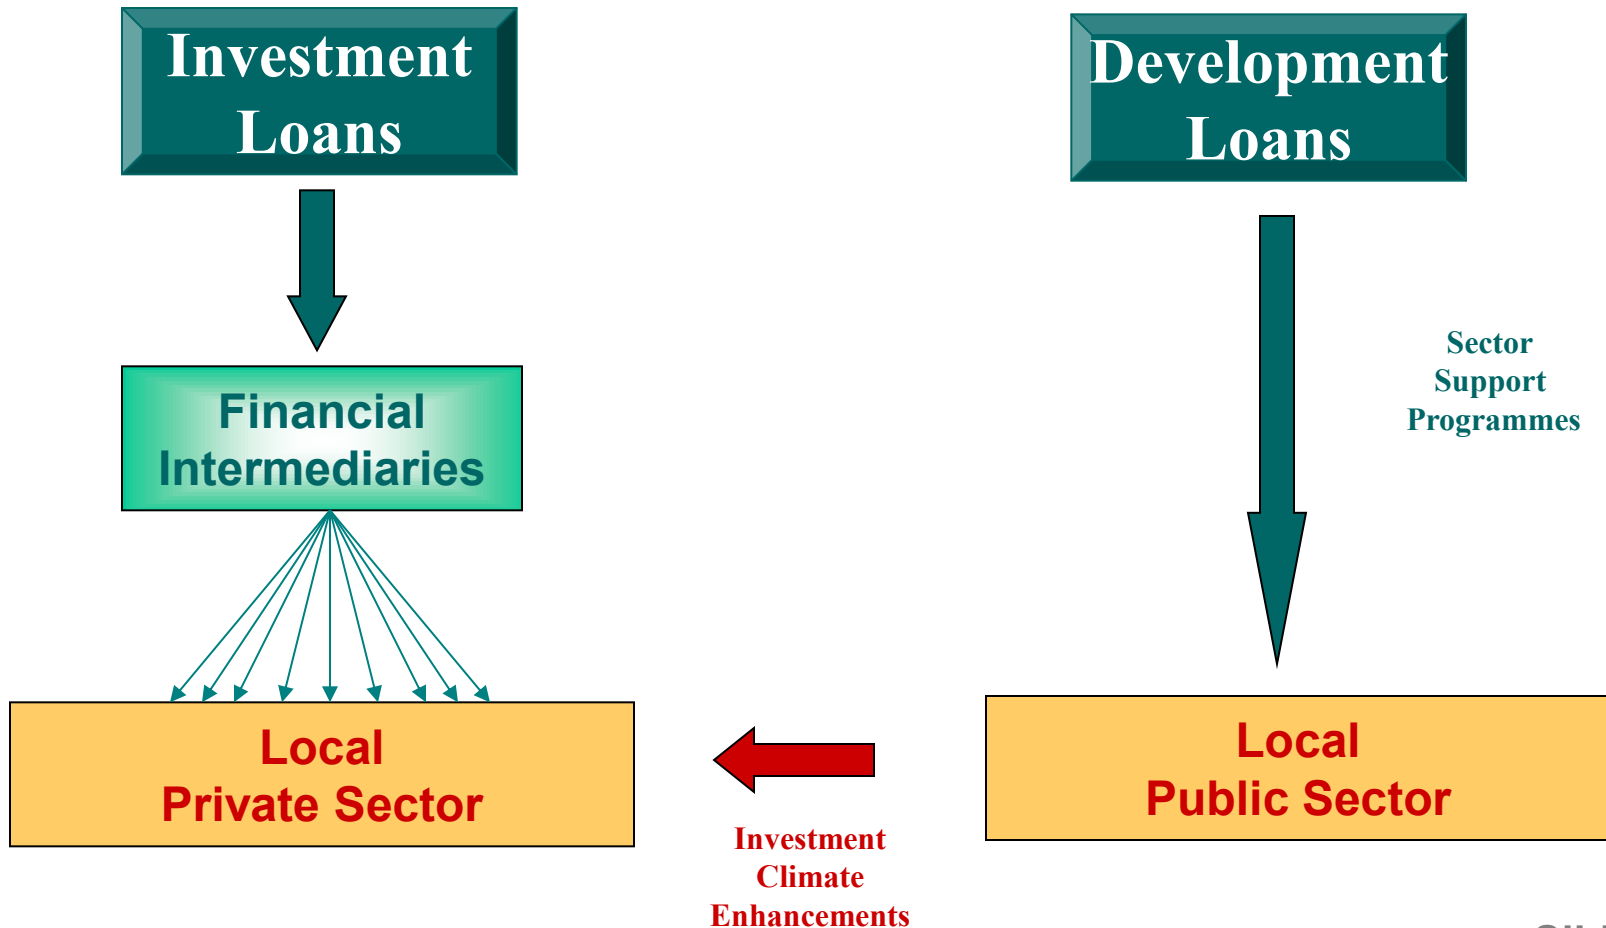 Investment
Loans
Development
Loans
Sector
Support
Programmes
Financial
Intermediaries
Local
Private Sector
Local
Public Sector
Investment
Climate
Enhancements